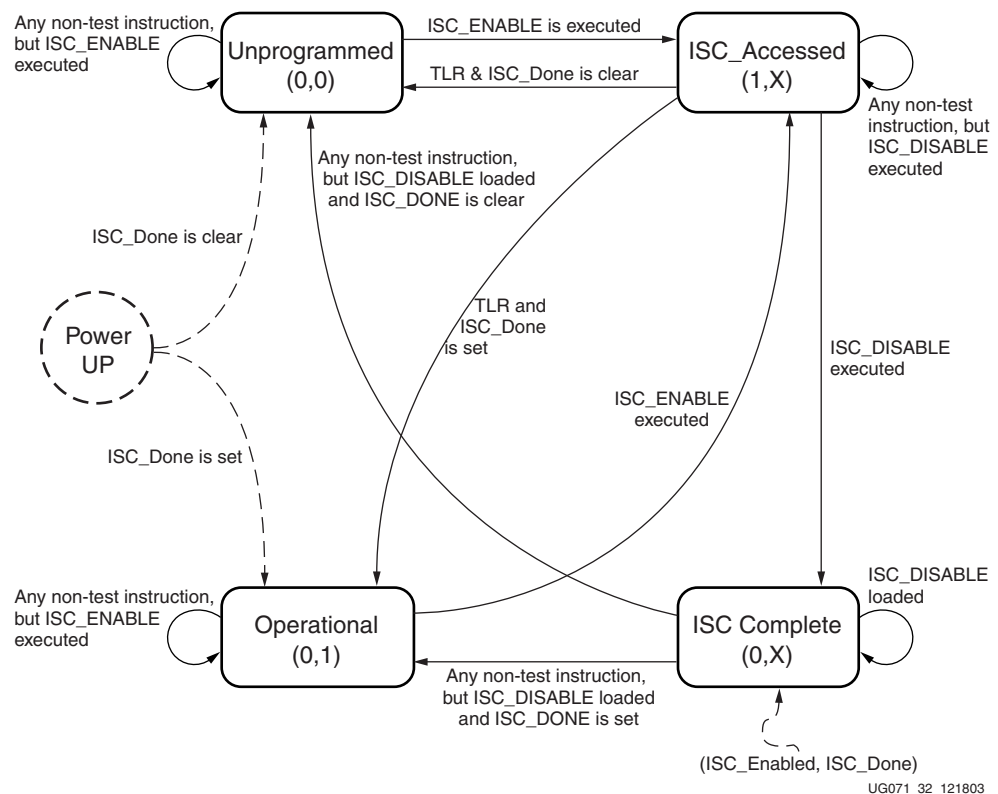 Any non-test instruction,
but ISC_ENABLE
executed
Unprogrammed
(0,0)
ISC_ENABLE is executed
TLR & ISC_Done is clear
ISC_Accessed
(1,X)
Any non-test
instruction, but
ISC_DISABLE
executed
Any non-test instruction,
but ISC_DISABLE loaded
and ISC_DONE is clear
ISC_Done is clear
Power
UP
TLR and
ISC_Done
is set
ISC_DISABLE
executed
ISC_ENABLE
executed
ISC_Done is set
Any non-test instruction,
but ISC_ENABLE
executed
Operational
(0,1)
ISC Complete
(0,X)
ISC_DISABLE
loaded
Any non-test instruction,
but ISC_DISABLE loaded
and ISC_DONE is set
(ISC_Enabled, ISC_Done)
UG071_32_121803